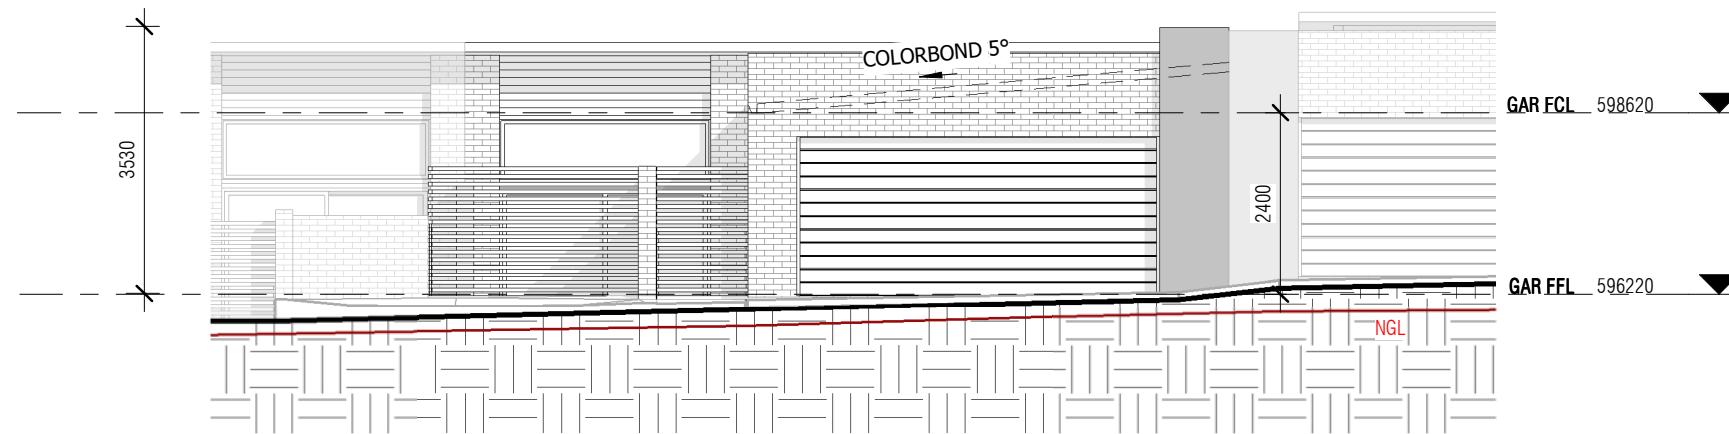 COLORBOND 5°
3530
GAR FCL 598620
2400
GAR FFL 596220
NGL